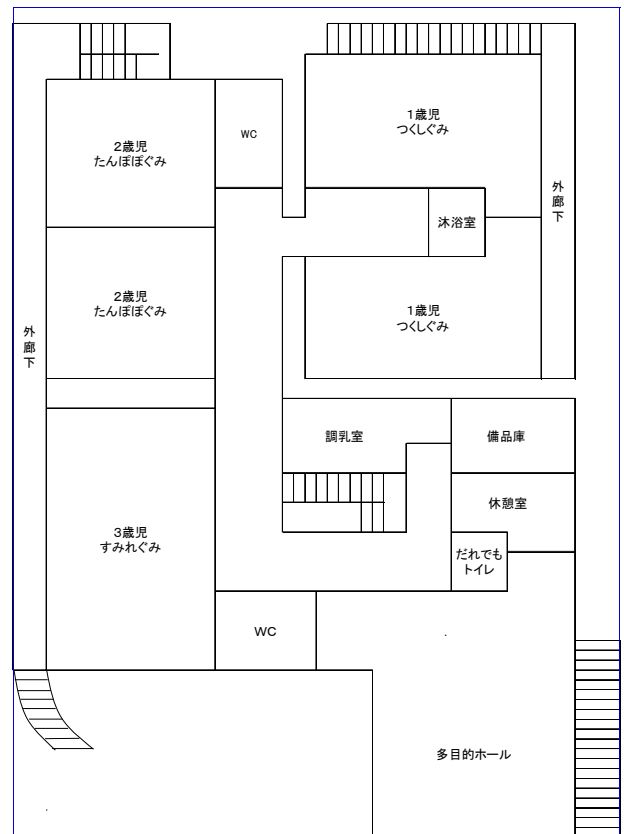 WC
2歳児
たんぽぽぐみ
1歳児
つくしぐみ
沐浴室
外廊下
2歳児
たんぽぽぐみ
1歳児
つくしぐみ
外廊下
調乳室
備品庫
休憩室
3歳児
すみれぐみ
だれでも
トイレ
WC
多目的ホール